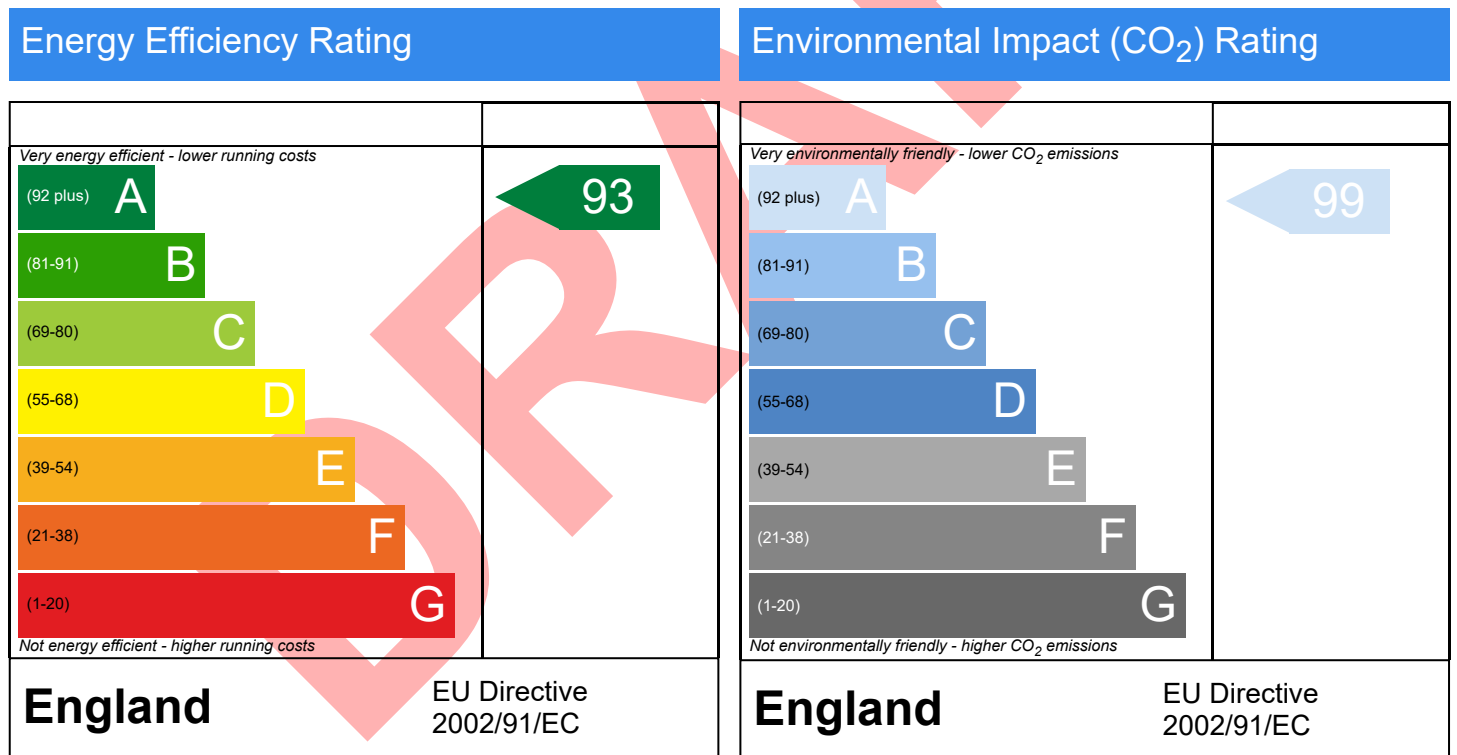 Energy Efficiency Rating
Very energy efficient - lower running costs
(92 plus) A
93
(81-91) B
(69-80) C
(55-68) D
(39-54) E
(21-38) F
(1-20) G
Not energy efficient - higher running costs
England
EU Directive
2002/91/EC
Environmental Impact (CO₂) Rating
Very environmentally friendly - lower CO₂ emissions
(92 plus) A
99
(81-91) B
(69-80) C
(55-68) D
(39-54) E
(21-38) F
(1-20) G
Not environmentally friendly - higher CO₂ emissions
England
EU Directive
2002/91/EC
DRA